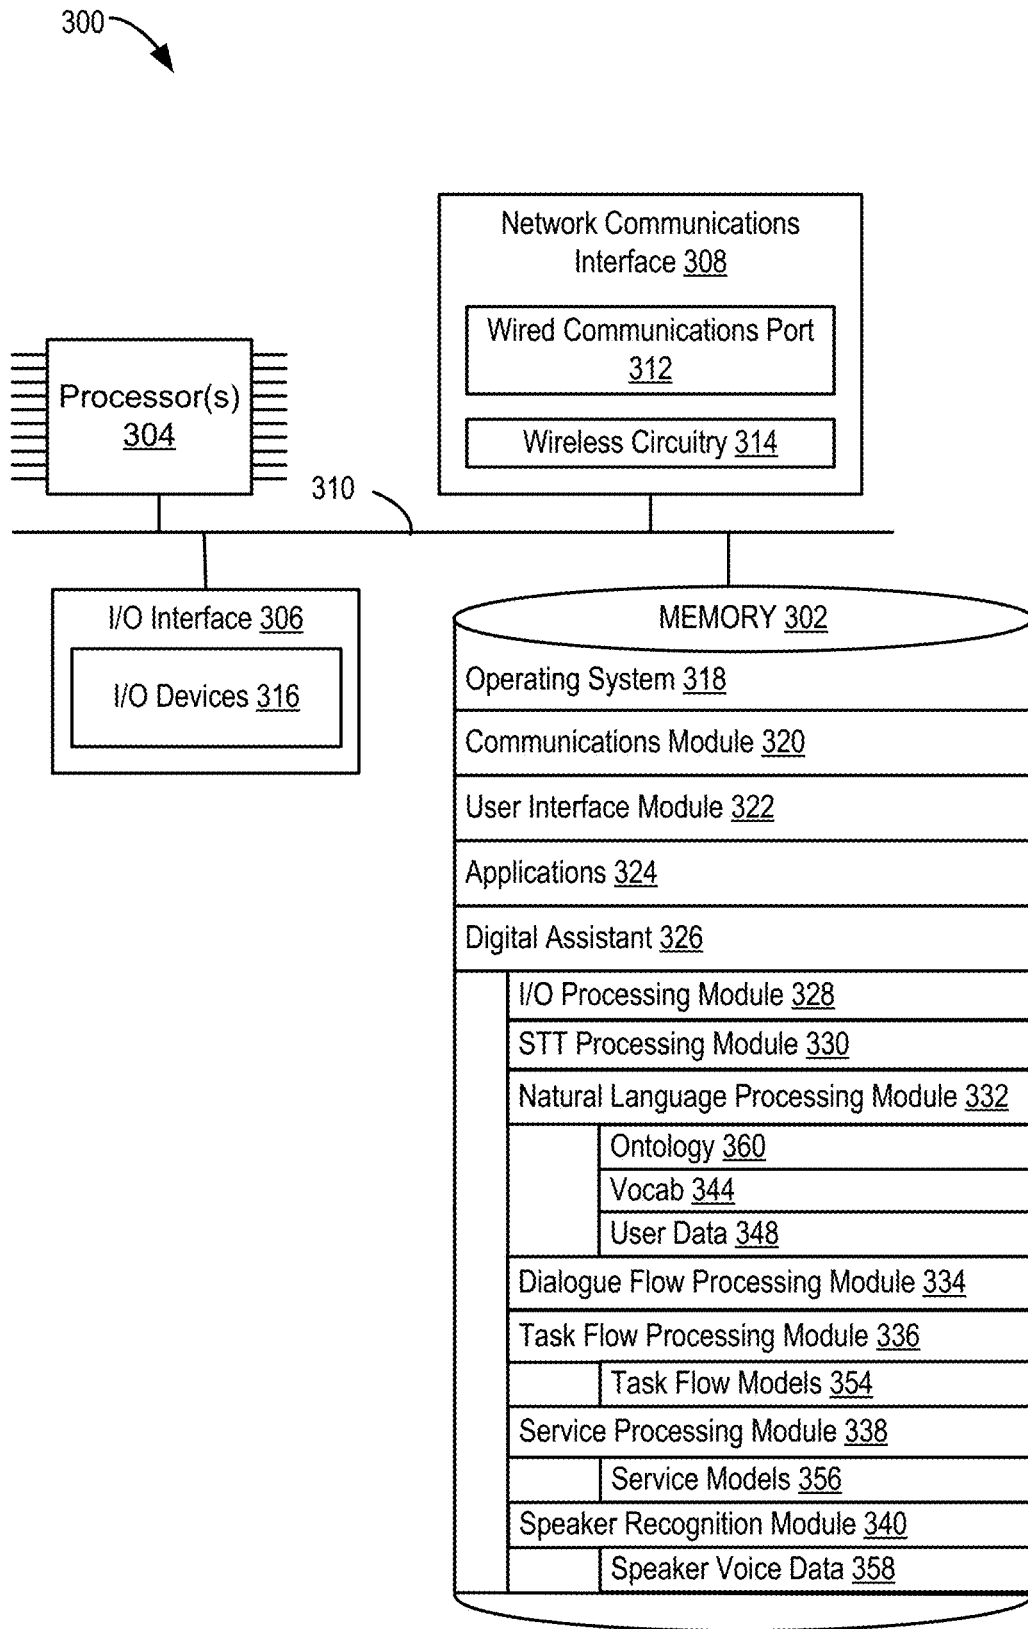 300
Network Communications
Interface 308
Wired Communications Port
312
Wireless Circuitry 314
Processor(s)
304
310
I/O Interface 306
I/O Devices 316
MEMORY 302
Operating System 318
Communications Module 320
User Interface Module 322
Applications 324
Digital Assistant 326
I/O Processing Module 328
STT Processing Module 330
Natural Language Processing Module 332
Ontology 360
Vocab 344
User Data 348
Dialogue Flow Processing Module 334
Task Flow Processing Module 336
Task Flow Models 354
Service Processing Module 338
Service Models 356
Speaker Recognition Module 340
Speaker Voice Data 358